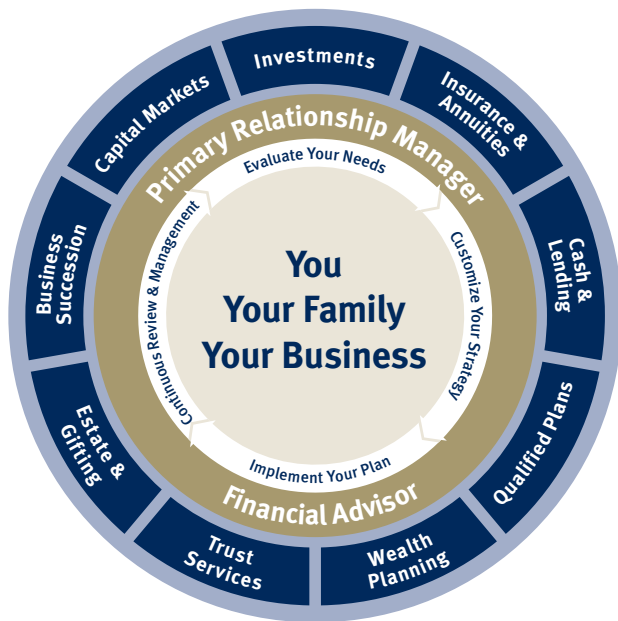 Investments
Insurance &
Annuities
Cash &
Lending
Qualified Plans
Wealth
Planning
Trust
Services
Estate &
Gifting
Business
Succession
Capital Markets
Primary Relationship Manager
Financial Advisor
Evaluate Your Needs
Customize Your Strategy
Implement Your Plan
Continuous Review & Management
You
Your Family
Your Business